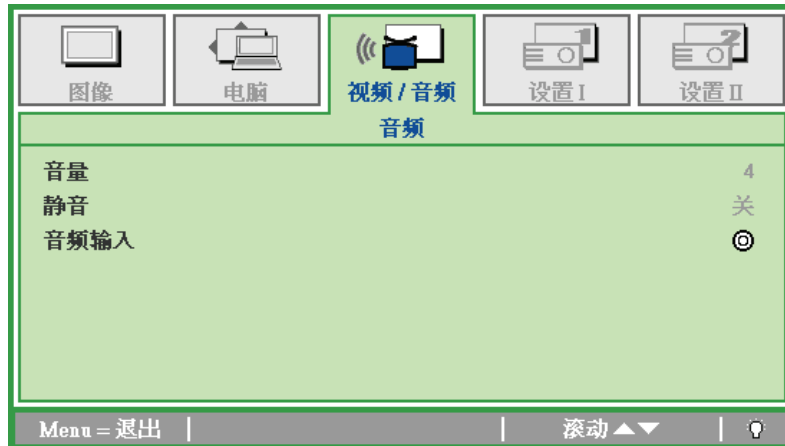 图像 电脑 视频 / 音频 设置 I 设置 II
音频
音量 4
静音 关
音频输入
Menu = 退出 滚动▲▼